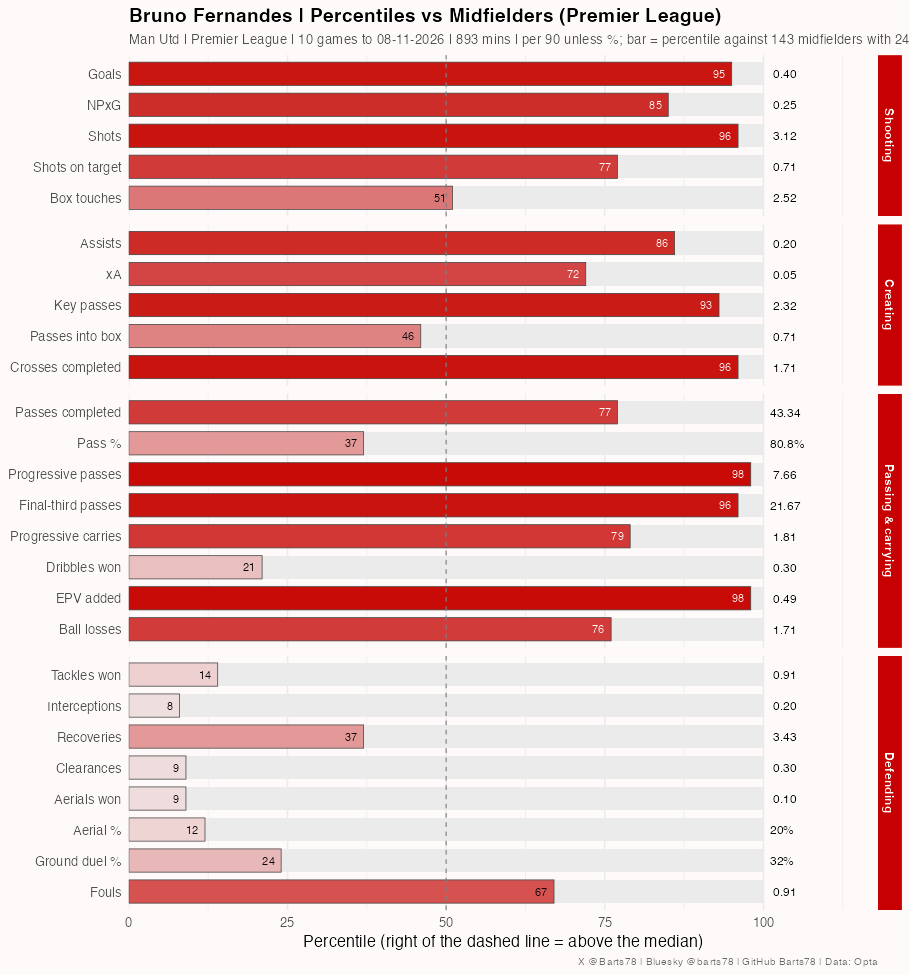 Bruno Fernandes | Percentiles vs Midfielders (Premier League)
Man Utd | Premier League | 10 games to 08-11-2026 | 893 mins | per 90 unless %; bar = percentile against 143 midfielders with 24
Shooting
Goals 95 0.40
NPxG 85 0.25
Shots 96 3.12
Shots on target 77 0.71
Box touches 51 2.52
Creating
Assists 86 0.20
xA 72 0.05
Key passes 93 2.32
Passes into box 46 0.71
Crosses completed 96 1.71
Passing & carrying
Passes completed 77 43.34
Pass % 37 80.8%
Progressive passes 98 7.66
Final-third passes 96 21.67
Progressive carries 79 1.81
Dribbles won 21 0.30
EPV added 98 0.49
Ball losses 76 1.71
Defending
Tackles won 14 0.91
Interceptions 8 0.20
Recoveries 37 3.43
Clearances 9 0.30
Aerials won 9 0.10
Aerial % 12 20%
Ground duel % 24 32%
Fouls 67 0.91
0 25 50 75 100
Percentile (right of the dashed line = above the median)
X @Barts78 | Bluesky @barts78 | GitHub Barts78 | Data: Opta